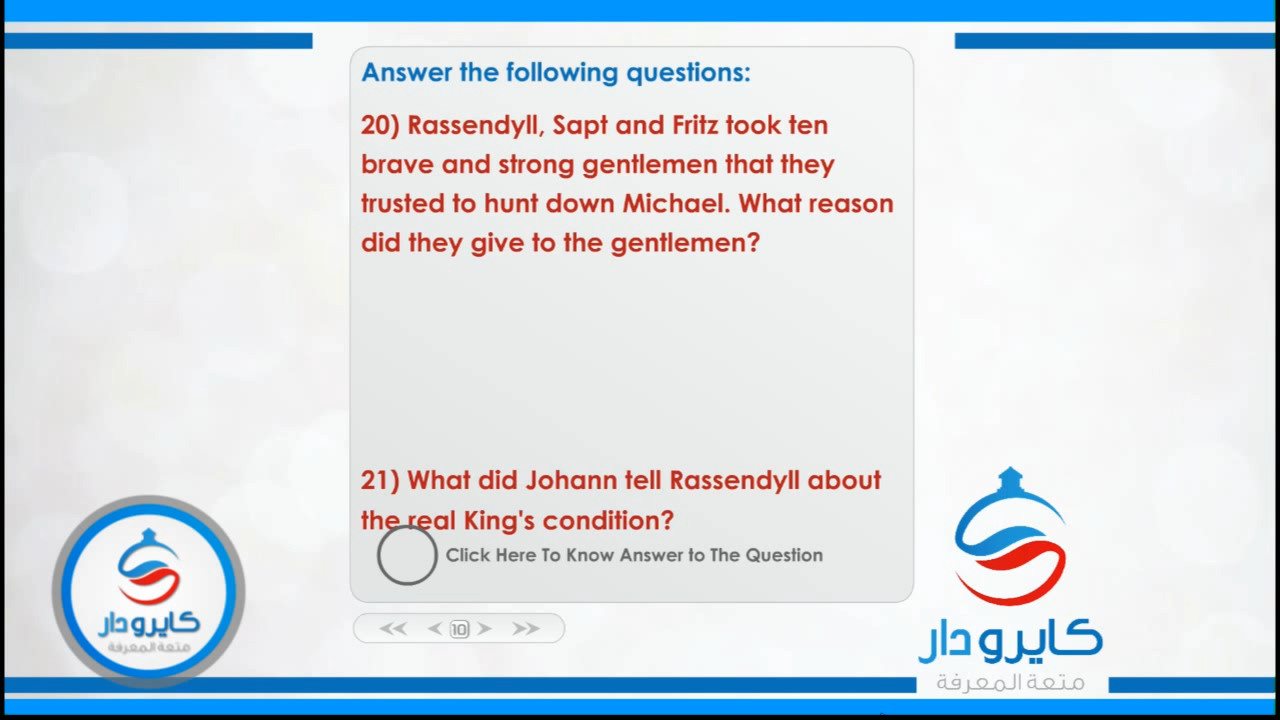 Answer the following questions:
20) Rassendyll, Sapt and Fritz took ten
brave and strong gentlemen that they
trusted to hunt down Michael. What reason
did they give to the gentlemen?
21) What did Johann tell Rassendyll about
the real King's condition?
Click Here To Know Answer to The Question
10
كايرو دار
متعة المعرفة
كايرو دار
متعة المعرفة